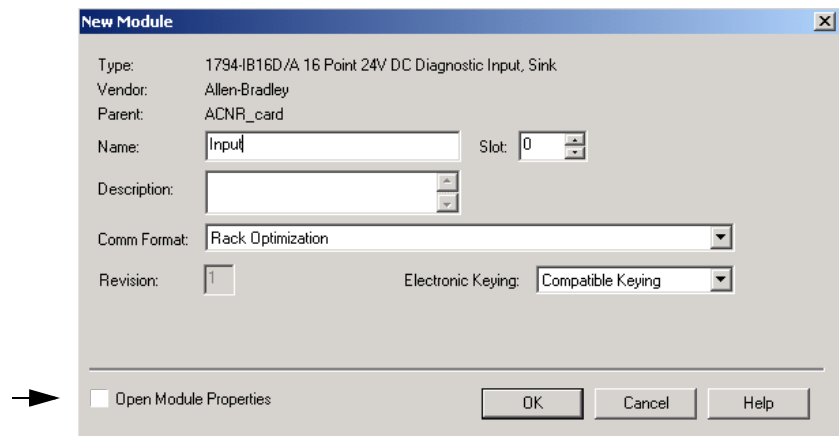 New Module
Type: 1794-IB16D/A 16 Point 24V DC Diagnostic Input, Sink
Vendor: Allen-Bradley
Parent: ACNR_card
Name: Input Slot: 0
Description:
Comm Format: Rack Optimization
Revision: 1 Electronic Keying: Compatible Keying
Open Module Properties OK Cancel Help